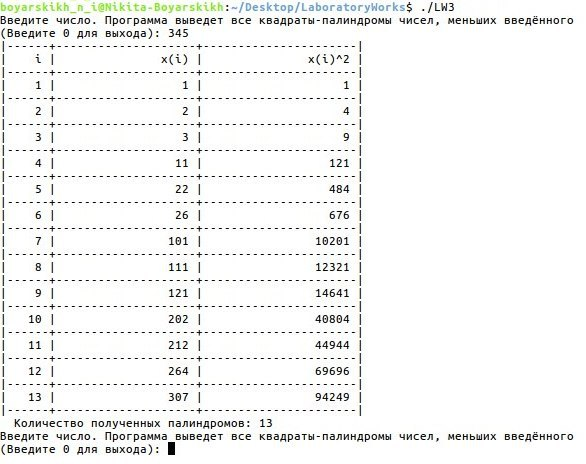 boyarskikh_n_i@Nikita-Boyarskikh:~/Desktop/LaboratoryWorks$ ./LW3
Введите число. Программа выведет все квадраты-палиндромы чисел, меньших введённого
(Введите 0 для выхода): 345
|------+--------------------+----------------------|
|    i |               x(i) |               x(i)^2 |
|------+--------------------+----------------------|
|    1 |                  1 |                    1 |
|------+--------------------+----------------------|
|    2 |                  2 |                    4 |
|------+--------------------+----------------------|
|    3 |                  3 |                    9 |
|------+--------------------+----------------------|
|    4 |                 11 |                  121 |
|------+--------------------+----------------------|
|    5 |                 22 |                  484 |
|------+--------------------+----------------------|
|    6 |                 26 |                  676 |
|------+--------------------+----------------------|
|    7 |                101 |                10201 |
|------+--------------------+----------------------|
|    8 |                111 |                12321 |
|------+--------------------+----------------------|
|    9 |                121 |                14641 |
|------+--------------------+----------------------|
|   10 |                202 |                40804 |
|------+--------------------+----------------------|
|   11 |                212 |                44944 |
|------+--------------------+----------------------|
|   12 |                264 |                69696 |
|------+--------------------+----------------------|
|   13 |                307 |                94249 |
|------+--------------------+----------------------|
  Количество полученных палиндромов: 13
Введите число. Программа выведет все квадраты-палиндромы чисел, меньших введённого
(Введите 0 для выхода):